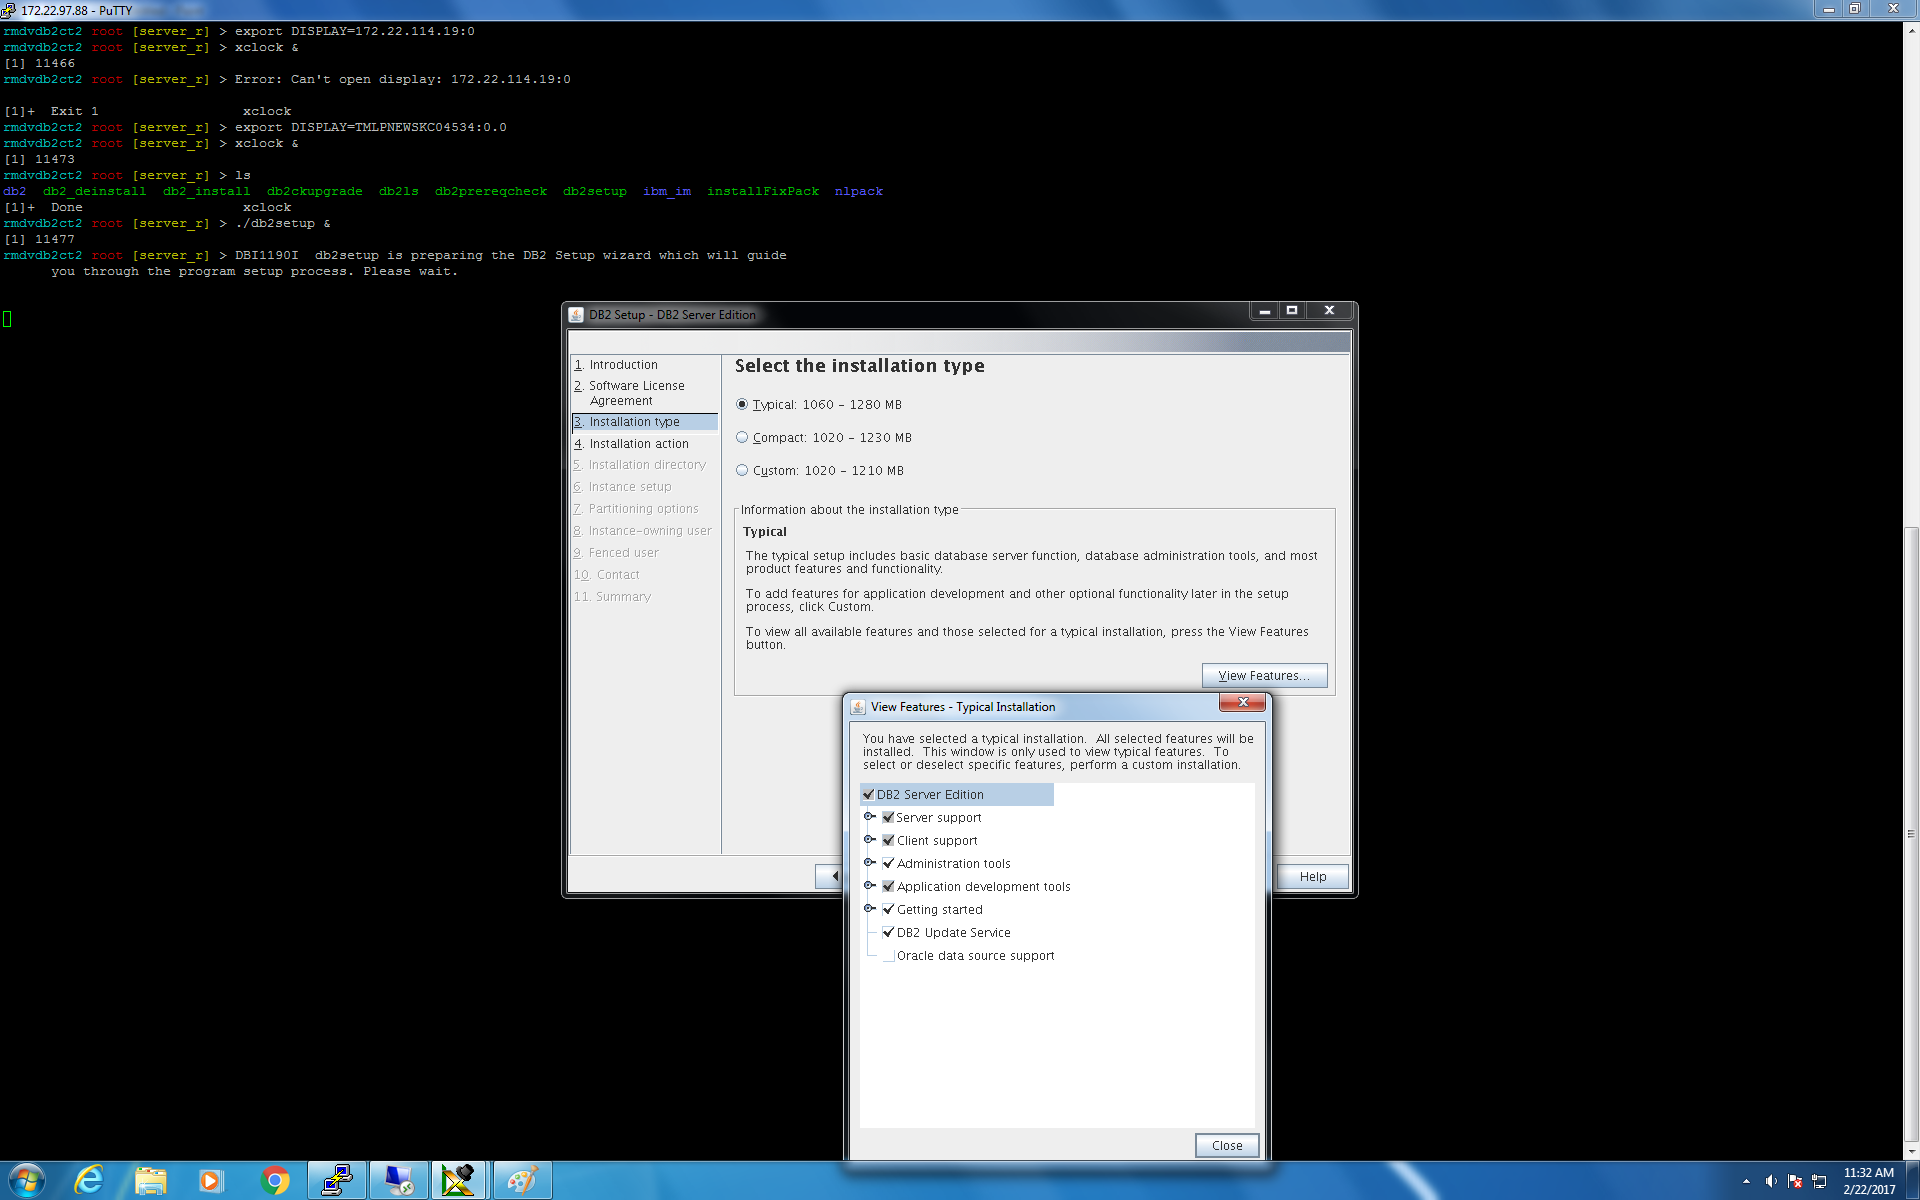 172.22.97.88 - PuTTY
rmdvdb2ct2 root [server_r] > export DISPLAY=172.22.114.19:0
rmdvdb2ct2 root [server_r] > xclock &
[1] 11466
rmdvdb2ct2 root [server_r] > Error: Can't open display: 172.22.114.19:0
[1]+  Exit 1                  xclock
rmdvdb2ct2 root [server_r] > export DISPLAY=TMLPNEWSKC04534:0.0
rmdvdb2ct2 root [server_r] > xclock &
[1] 11473
rmdvdb2ct2 root [server_r] > ls
db2  db2_deinstall  db2_install  db2ckupgrade  db2ls  db2prereqcheck  db2setup  ibm_im  installFixPack  nlpack
[1]+  Done                    xclock
rmdvdb2ct2 root [server_r] > ./db2setup &
[1] 11477
rmdvdb2ct2 root [server_r] > DBI1190I  db2setup is preparing the DB2 Setup wizard which will guide
you through the program setup process. Please wait.
DB2 Setup - DB2 Server Edition
1. Introduction
2. Software License
Agreement
3. Installation type
4. Installation action
5. Installation directory
6. Instance setup
7. Partitioning options
8. Instance-owning user
9. Fenced user
10. Contact
11. Summary
Select the installation type
Typical: 1060 - 1280 MB
Compact: 1020 - 1230 MB
Custom: 1020 - 1210 MB
Information about the installation type
Typical
The typical setup includes basic database server function, database administration tools, and most
product features and functionality.
To add features for application development and other optional functionality later in the setup
process, click Custom.
To view all available features and those selected for a typical installation, press the View Features
button.
View Features...
Help
View Features - Typical Installation
You have selected a typical installation.  All selected features will be
installed.  This window is only used to view typical features.  To
select or deselect specific features, perform a custom installation.
DB2 Server Edition
Server support
Client support
Administration tools
Application development tools
Getting started
DB2 Update Service
Oracle data source support
Close
11:32 AM
2/22/2017